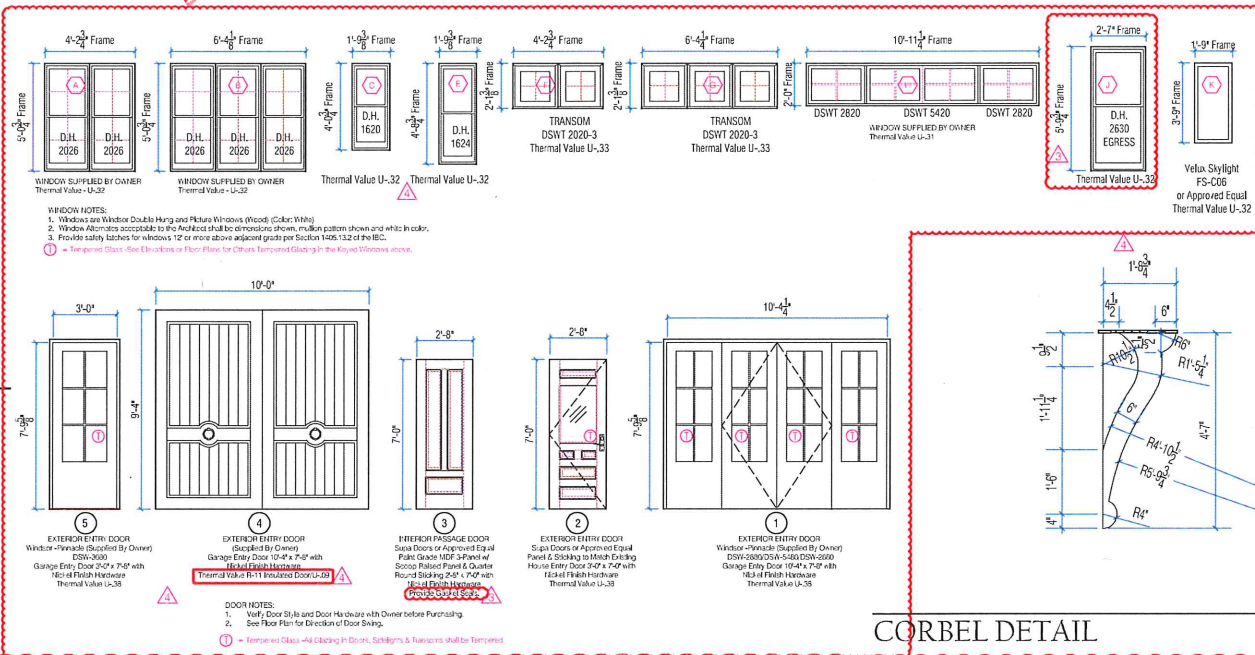 4'-2 3/4" Frame
6'-4 1/8" Frame
1'-9 3/8" Frame
1'-9 3/8" Frame
4'-2 3/4" Frame
6'-4 1/4" Frame
10'-11 1/4" Frame
2'-7" Frame
1'-9" Frame
5'-0 3/4" Frame
A
D.H.
2026
D.H.
2026
WINDOW SUPPLIED BY OWNER
Thermal Value - U-.32
5'-0 3/4" Frame
B
D.H.
2026
D.H.
2026
D.H.
2026
WINDOW SUPPLIED BY OWNER
Thermal Value - U-.32
4'-0 3/4" Frame
C
D.H.
1620
Thermal Value U-.32
4'-8 3/4" Frame
E
D.H.
1624
Thermal Value U-.32
4
2'-1 3/8" Frame
F
TRANSOM
DSWT 2020-3
Thermal Value U-.33
2'-1 3/8" Frame
G
TRANSOM
DSWT 2020-3
Thermal Value U-.33
2'-0" Frame
H
DSWT 2820
DSWT 5420
DSWT 2820
WINDOW SUPPLIED BY OWNER
Thermal Value U-.31
5'-9 3/4" Frame
J
D.H.
2630
EGRESS
3
Thermal Value U-.32
3'-9" Frame
K
Velux Skylight
FS-C06
or Approved Equal
Thermal Value U-.32
WINDOW NOTES:
1. Windows are Windsor Double Hung and Picture Windows (Wood) (Color: White)
2. Window Alternates acceptable to the Architect shall be dimensions shown, mullion pattern shown and white in color.
3. Provide safety latches for windows 12' or more above adjacent grade per Section 1405.13.2 of the IBC.
T = Tempered Glass -See Elevations or Floor Plans for Others Tempered Glazing in the Keyed Windows above.
3'-0"
7'-9 5/8"
T
5
EXTERIOR ENTRY DOOR
Windsor -Pinnacle (Supplied By Owner)
DSW-3680
Garage Entry Door 3'-0" x 7'-8" with
Nickel Finish Hardware
Thermal Value U-.38
10'-0"
9'-4"
4
EXTERIOR ENTRY DOOR
(Supplied By Owner)
Garage Entry Door 10'-4" x 7'-8" with
Nickel Finish Hardware
Thermal Value R-11 Insulated Door/U-.09
4
4
2'-8"
7'-0"
3
INTERIOR PASSAGE DOOR
Supa Doors or Approved Equal
Paint Grade MDF 3-Panel w/
Scoop Raised Panel & Quarter
Round Sticking 2'-8" x 7'-0" with
Nickel Finish Hardware
Provide Gasket Seals.
3
2'-8"
7'-0"
T
2
EXTERIOR ENTRY DOOR
Supa Doors or Approved Equal
Panel & Sticking to Match Existing
House Entry Door 3'-0" x 7'-0" with
Nickel Finish Hardware
Thermal Value U-.38
10'-4 1/4"
7'-9 5/8"
T
T
T
T
1
EXTERIOR ENTRY DOOR
Windsor -Pinnacle (Supplied By Owner)
DSW-2680/DSW-5480/DSW-2680
Garage Entry Door 10'-4" x 7'-8" with
Nickel Finish Hardware
Thermal Value U-.38
DOOR NOTES:
1. Verify Door Style and Door Hardware with Owner before Purchasing.
2. See Floor Plan for Direction of Door Swing.
T = Tempered Glass -All Glazing in Doors, Sidelights & Transoms shall be Tempered
4
1'-8 3/4"
4 1/2"
6"
9 1/2"
R10 1/2"
3 1/2"
R6"
R1'-5 1/4"
1'-11 1/4"
6"
4'-7"
R4'-10 1/2"
R5'-9 3/4"
1'-6"
4"
R4"
CORBEL DETAIL